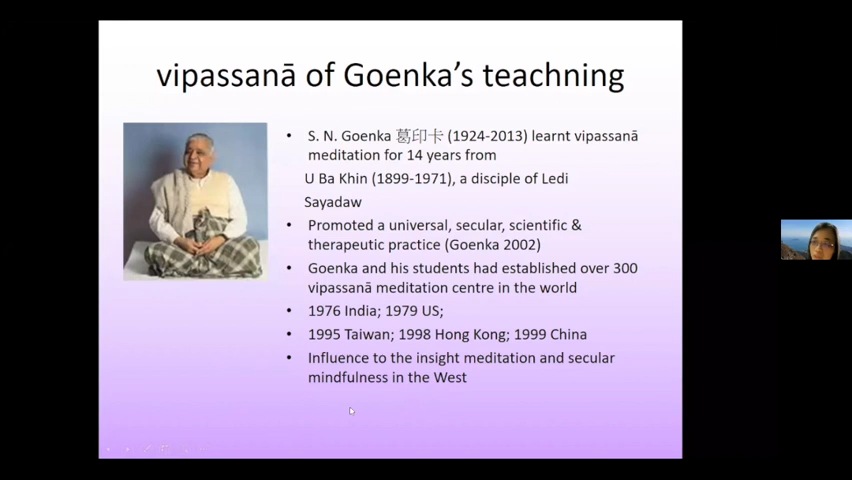 vipassanā of Goenka's teachning
• S. N. Goenka 葛印卡 (1924-2013) learnt vipassanā
meditation for 14 years from
U Ba Khin (1899-1971), a disciple of Ledi
Sayadaw
• Promoted a universal, secular, scientific &
therapeutic practice (Goenka 2002)
• Goenka and his students had established over 300
vipassanā meditation centre in the world
• 1976 India; 1979 US;
• 1995 Taiwan; 1998 Hong Kong; 1999 China
• Influence to the insight meditation and secular
mindfulness in the West